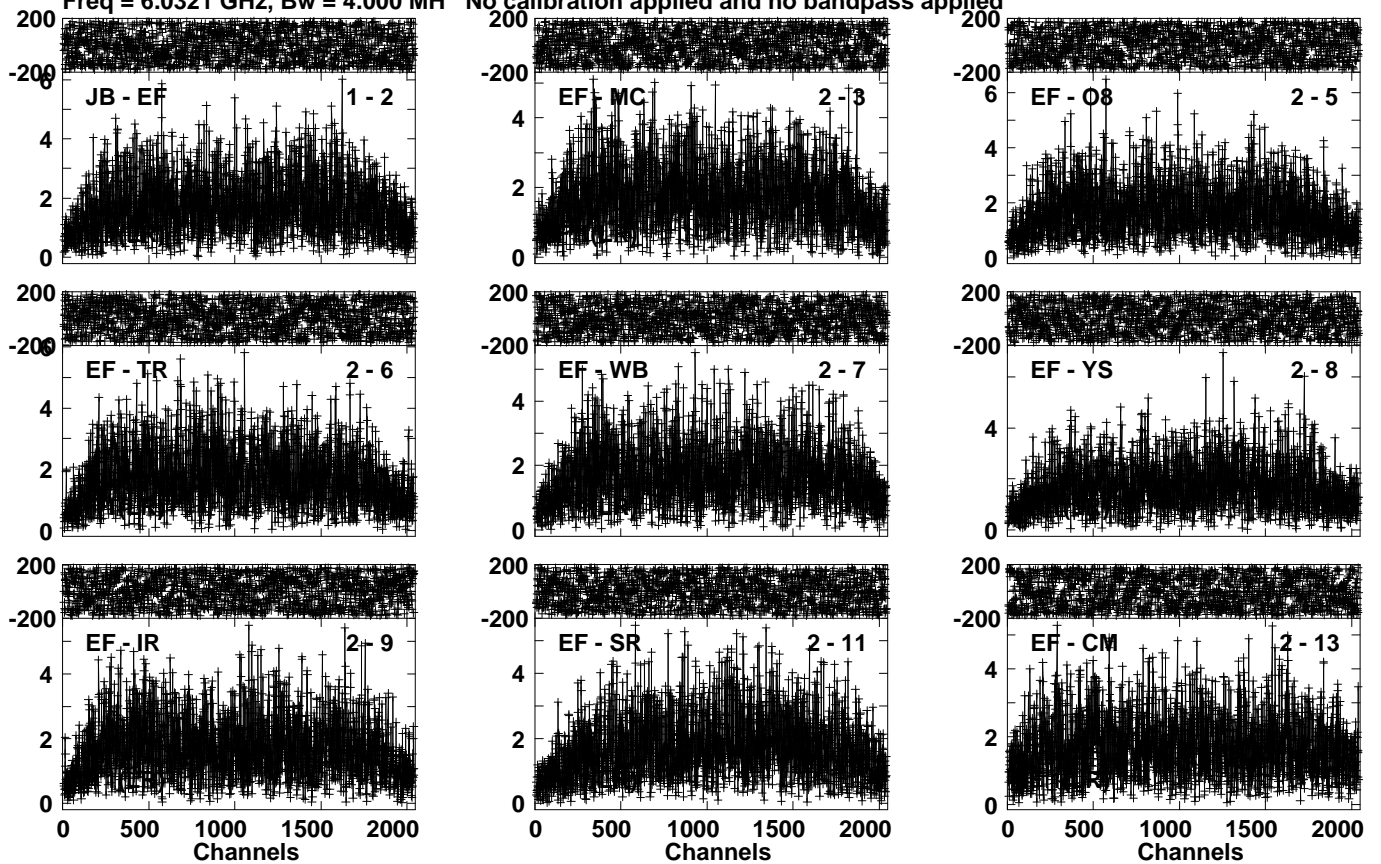 Freq = 6.0321 GHz, Bw = 4.000 MH No calibration applied and no bandpass applied
200 200 200
-200 -200 -200
6
JB - EF 1 - 2 EF - MC 2 - 3 6 EF - O8 2 - 5
4 4 4
2 2 2
0 0 0
200 200 200
-200 -200 -200
6
EF - TR 2 - 6 EF - WB 2 - 7 EF - YS 2 - 8
4 4 4
2 2
0 0 0
200 200 200
-200 -200 -200
EF - IR 2 - 9 EF - SR 2 - 11 EF - CM 2 - 13
4 4 4
2 2 2
0 0 0
0 500 1000 1500 2000 0 500 1000 1500 2000 0 500 1000 1500 2000
Channels Channels Channels